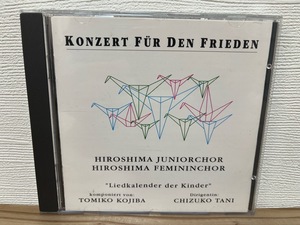 KONZERT FÜR DEN FRIEDEN
HIROSHIMA JUNIORCHOR
HIROSHIMA FEMININCHOR
"Liedkalender der Kinder"
komponiert von: Dirigentin:
TOMIKO KOJIBA CHIZUKO TANI